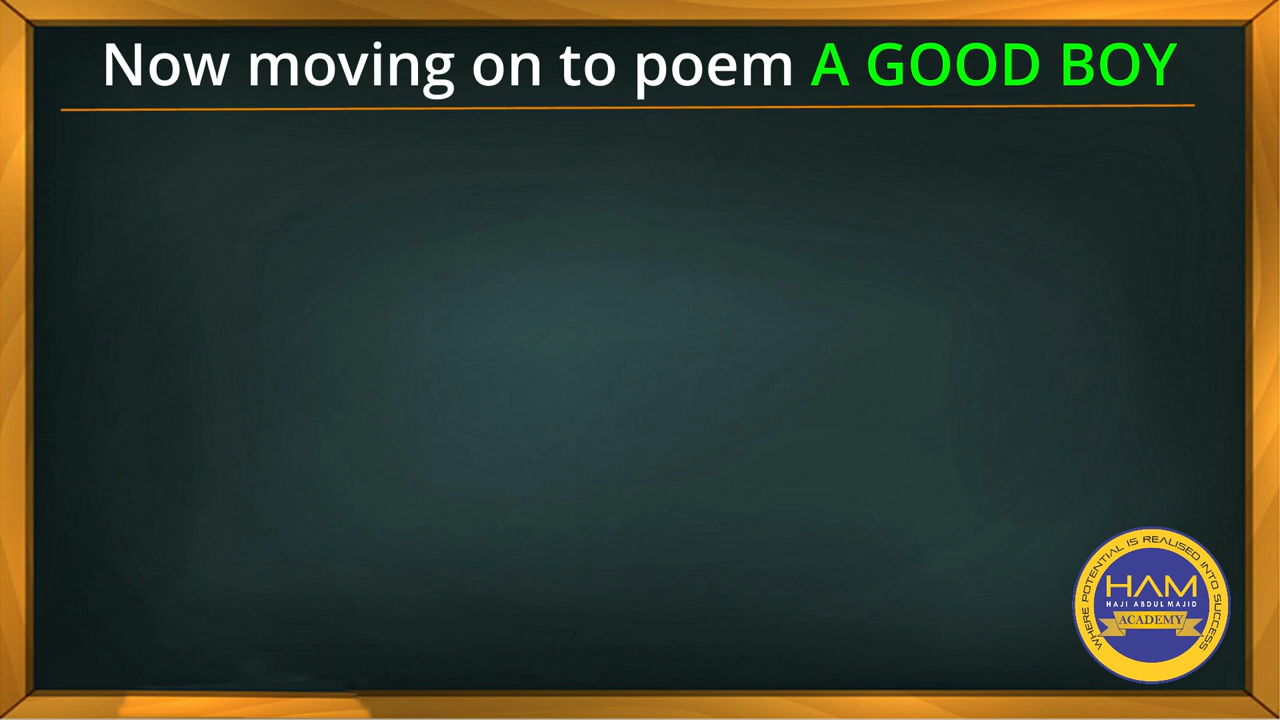 Now moving on to poem A GOOD BOY
WHERE POTENTIAL IS REALISED INTO SUCCESS
HAM
HAJI ABDUL MAJID
ACADEMY